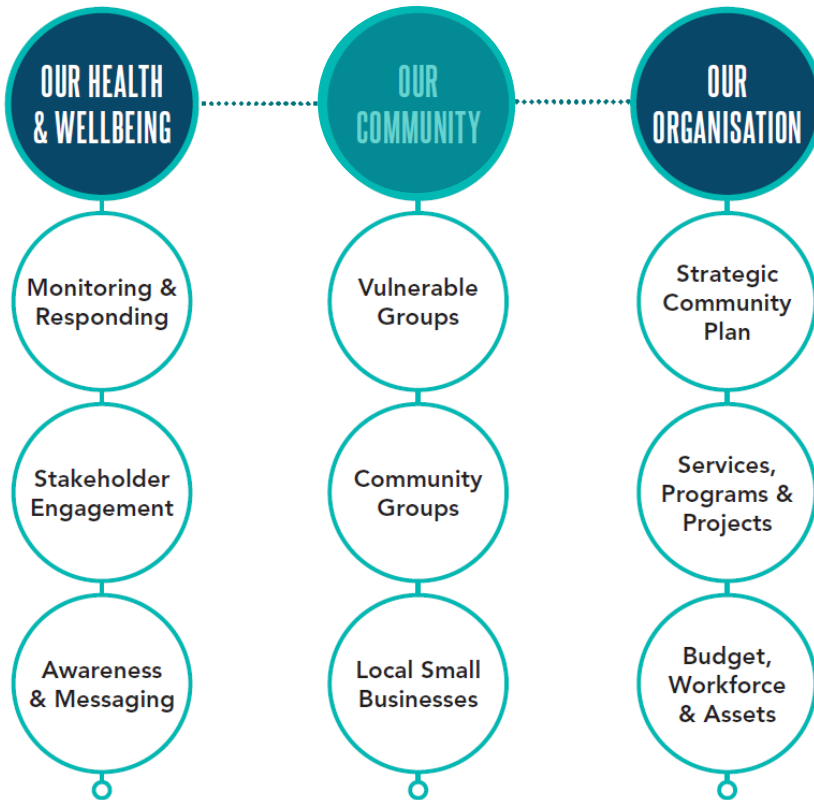 OUR HEALTH
& WELLBEING
OUR
COMMUNITY
OUR
ORGANISATION
Monitoring &
Responding
Vulnerable
Groups
Strategic
Community
Plan
Stakeholder
Engagement
Community
Groups
Services,
Programs &
Projects
Awareness
& Messaging
Local Small
Businesses
Budget,
Workforce
& Assets